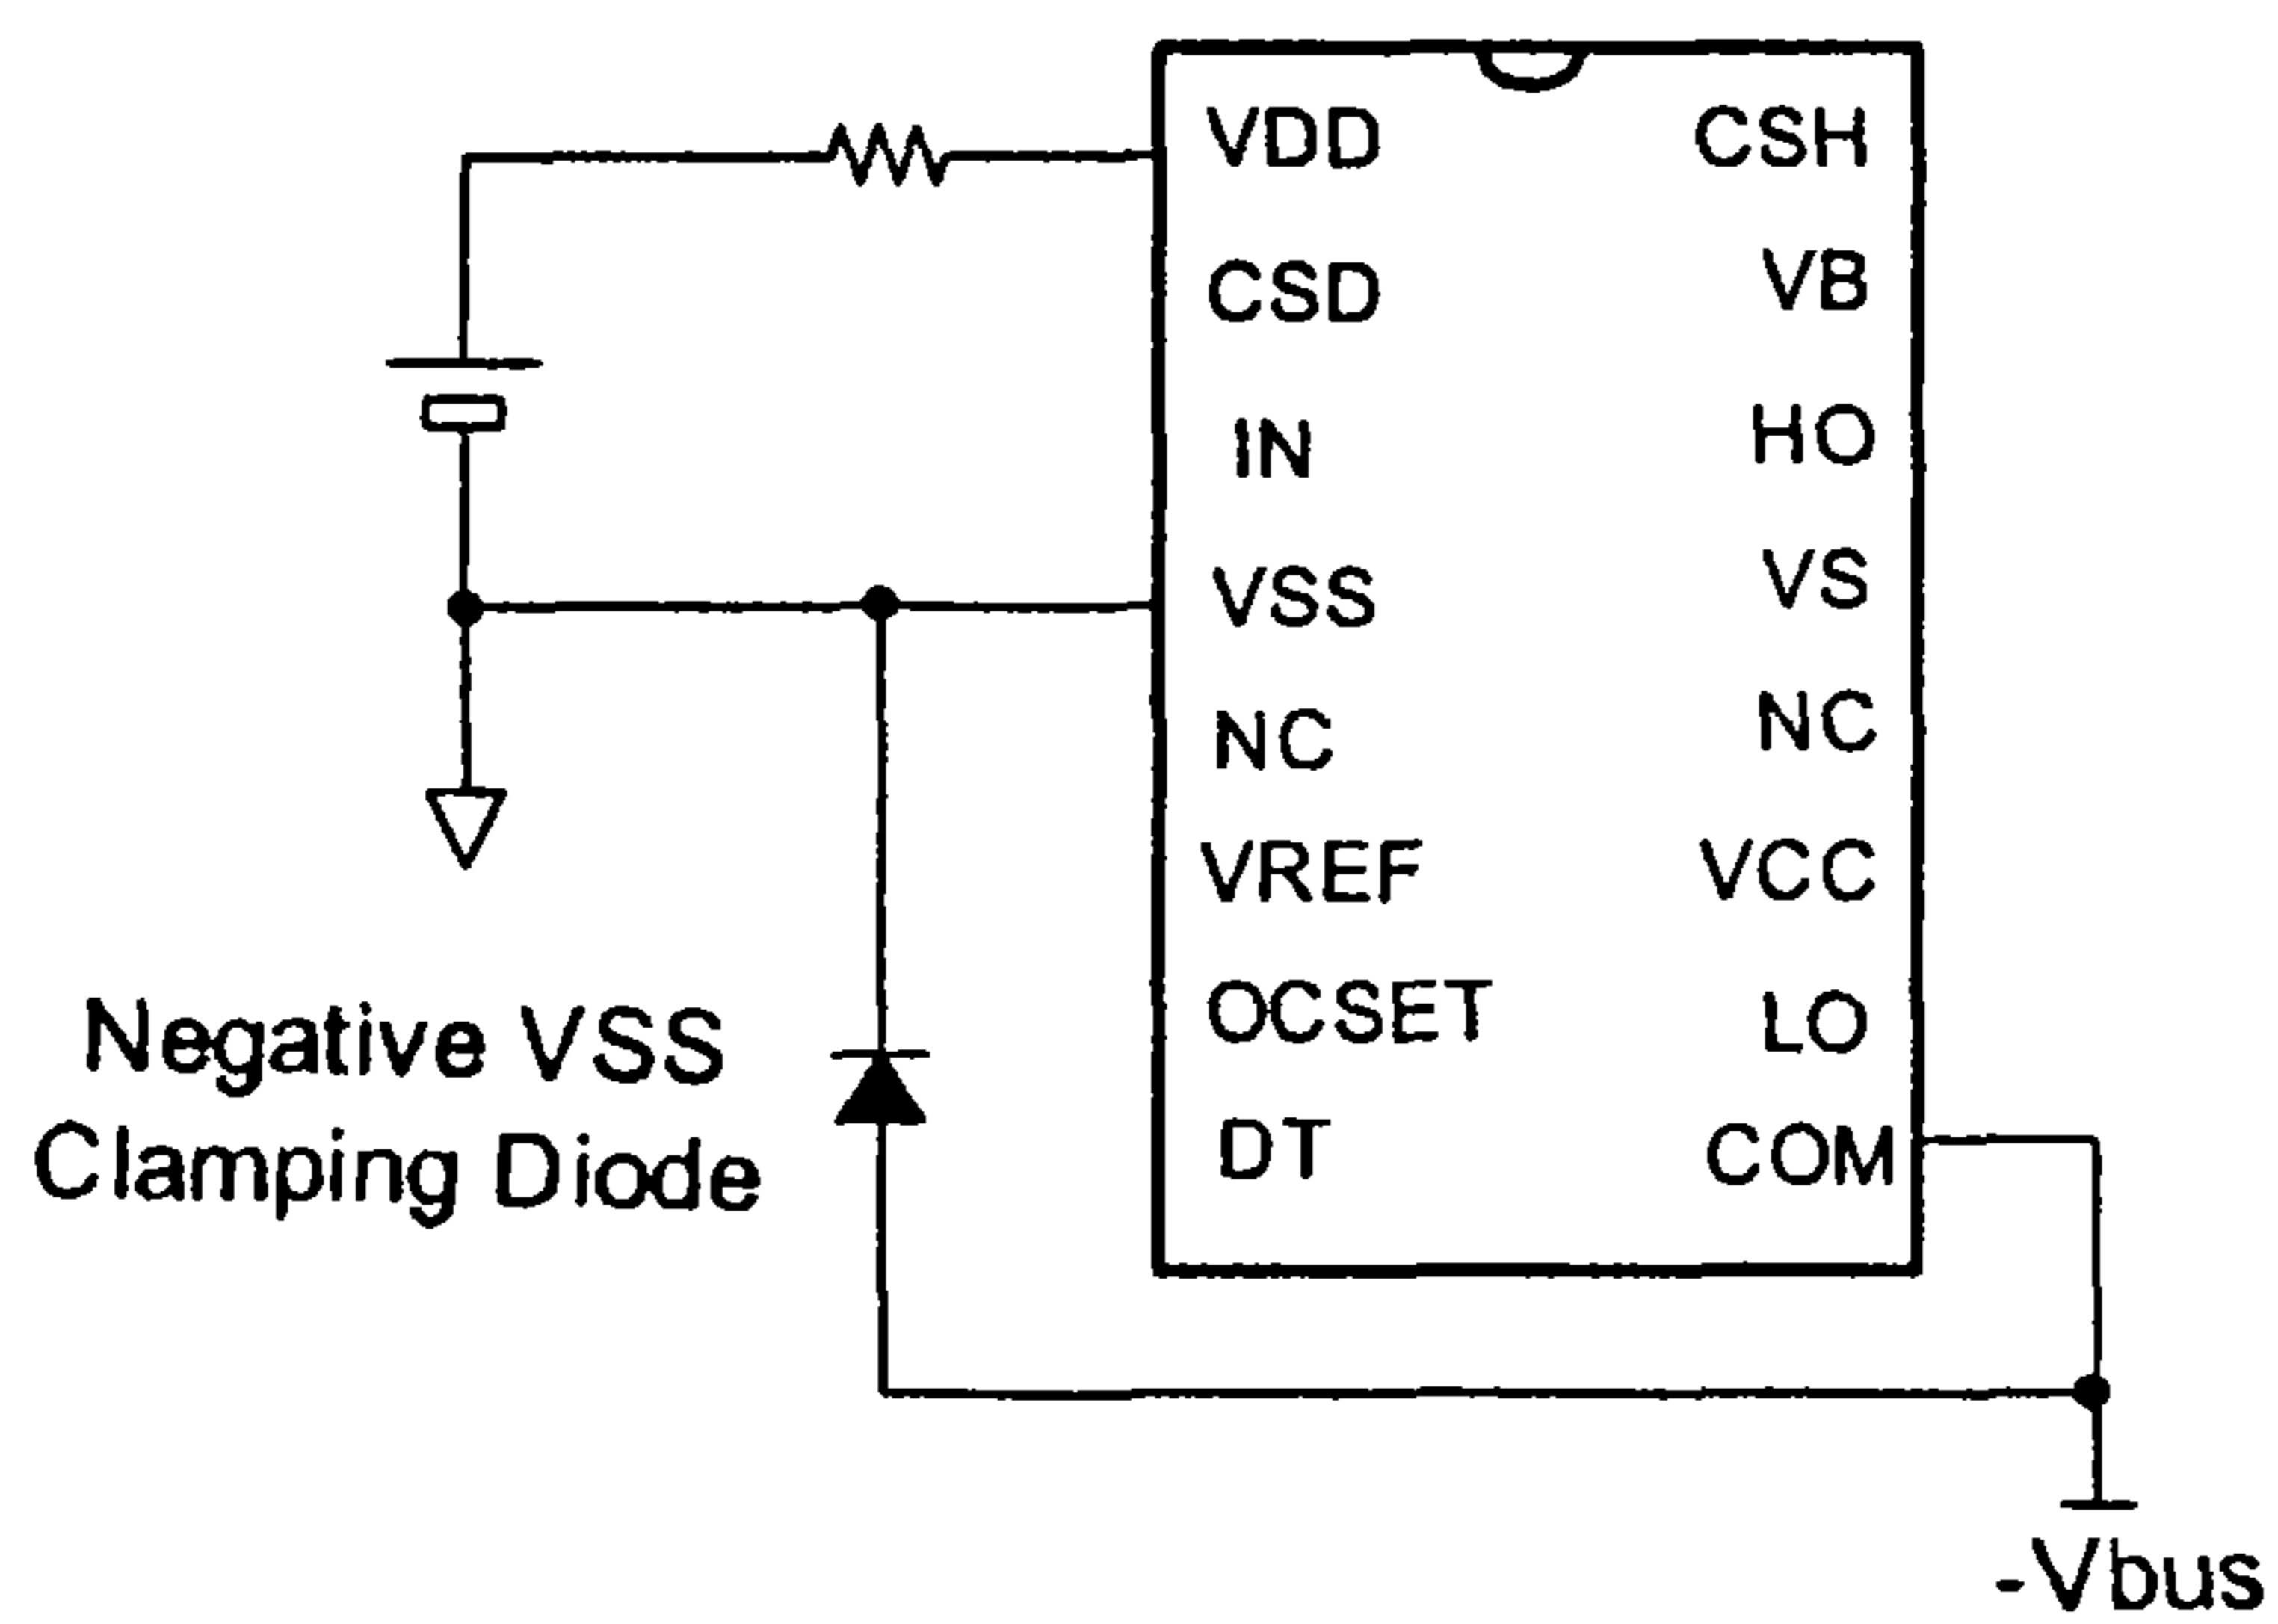 VDD
CSD
IN
VSS
NC
VREF
OCSET
DT
CSH
VB
HO
VS
NC
VCC
LO
COM
Negative VSS
Clamping Diode
-Vbus